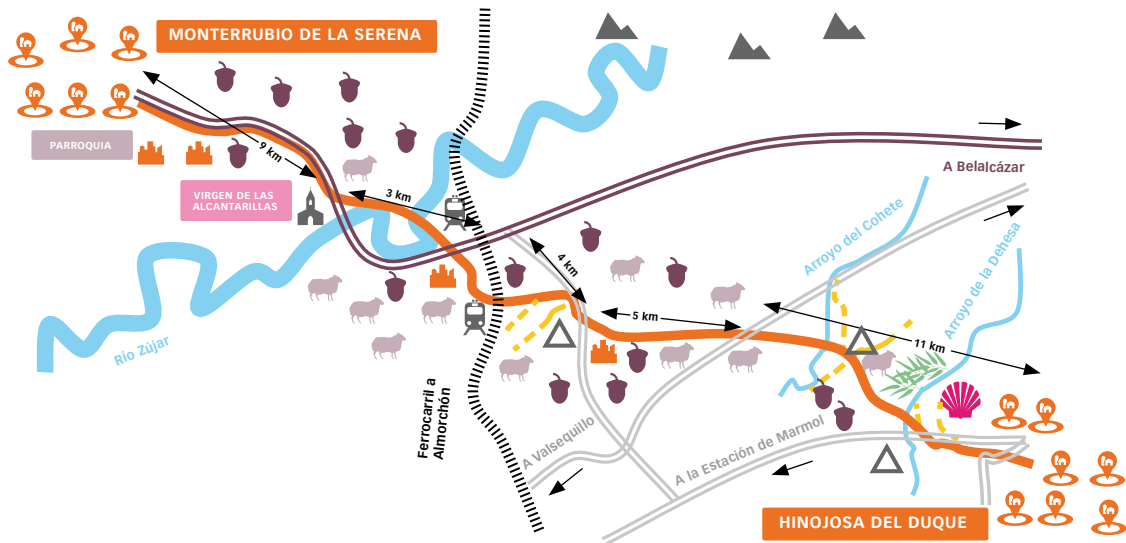 MONTERRUBIO DE LA SERENA
PARROQUIA
VIRGEN DE LAS
ALCANTARILLAS
9 km
3 km
A Belalcázar
Arroyo del Cohete
Arroyo de la Dehesa
4 km
5 km
11 km
Río Zújar
Ferrocarril a
Almorchón
A Valsequillo
A la Estación de Marmol
HINOJOSA DEL DUQUE